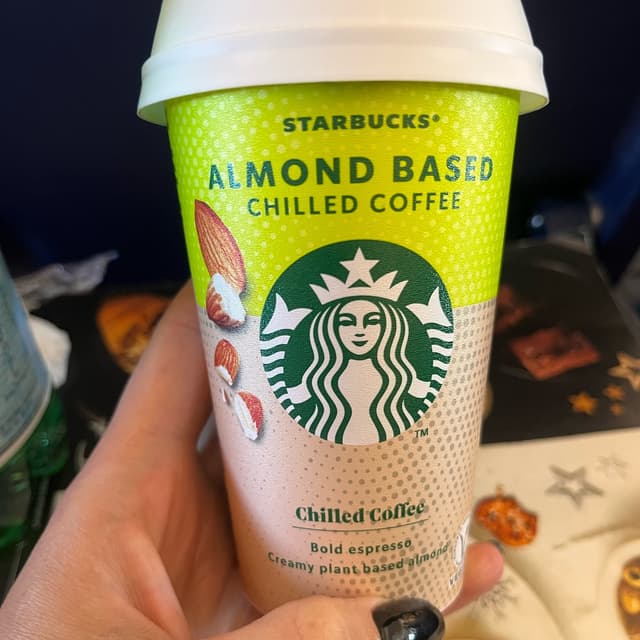 STARBUCKS®
ALMOND BASED
CHILLED COFFEE
TM
Chilled Coffee
Bold espresso
Creamy plant based almond